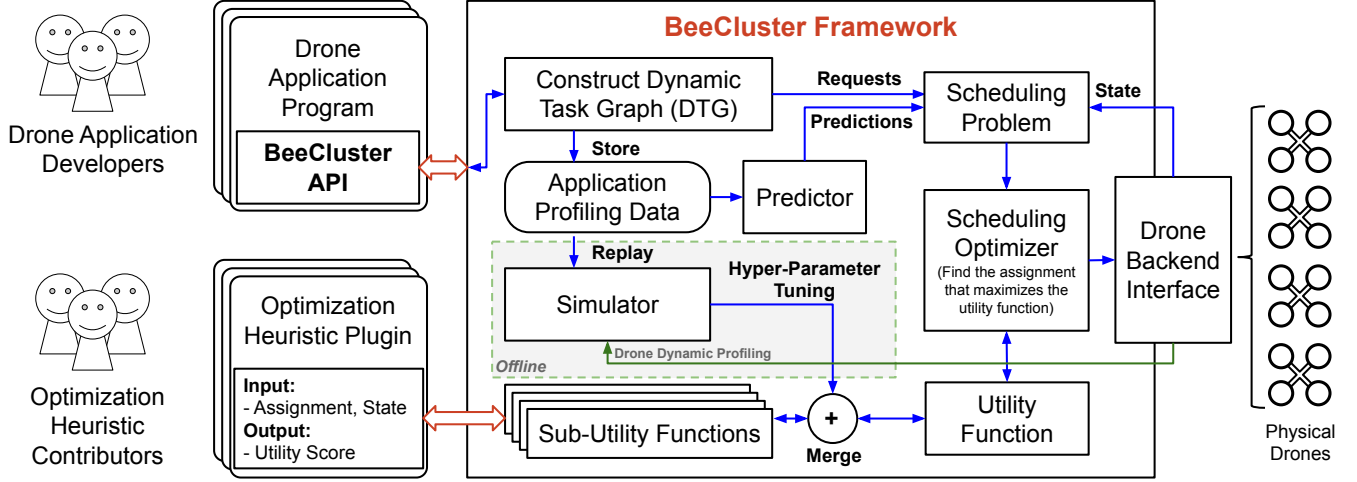 BeeCluster Framework
Drone Application
Developers
Drone
Application
Program
BeeCluster
API
Construct Dynamic
Task Graph (DTG)
Requests
Predictions
Scheduling
Problem
State
Store
Application
Profiling Data
Predictor
Scheduling
Optimizer
(Find the assignment
that maximizes the
utility function)
Drone
Backend
Interface
Physical
Drones
Replay
Hyper-Parameter
Tuning
Simulator
Drone Dynamic Profiling
Offline
Optimization
Heuristic
Contributors
Optimization
Heuristic Plugin
Input:
- Assignment, State
Output:
- Utility Score
Sub-Utility Functions
+
Merge
Utility
Function